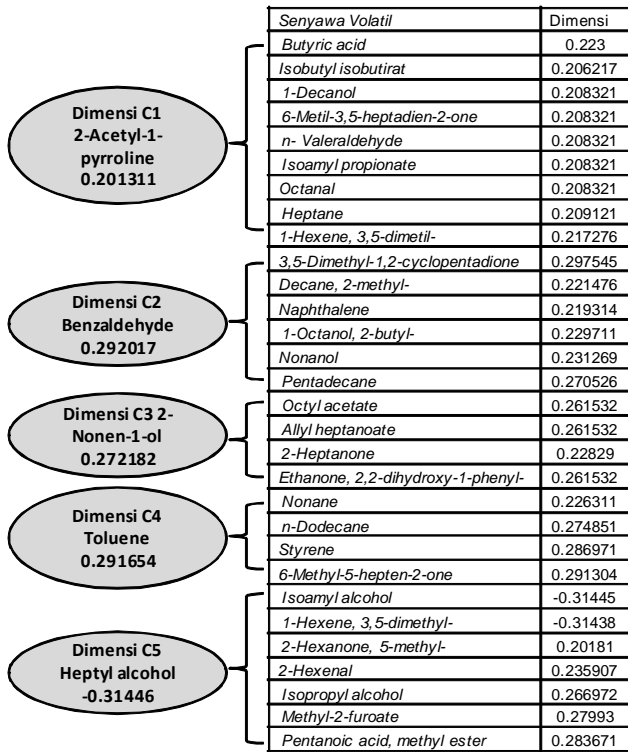 Senyawa Volatil Dimensi
Butyric acid 0.223
Isobutyl isobutirat 0.206217
1-Decanol 0.208321
6-Metil-3,5-heptadien-2-one 0.208321
n- Valeraldehyde 0.208321
Isoamyl propionate 0.208321
Octanal 0.208321
Heptane 0.209121
1-Hexene, 3,5-dimetil- 0.217276
3,5-Dimethyl-1,2-cyclopentadione 0.297545
Decane, 2-methyl- 0.221476
Naphthalene 0.219314
1-Octanol, 2-butyl- 0.229711
Nonanol 0.231269
Pentadecane 0.270526
Octyl acetate 0.261532
Allyl heptanoate 0.261532
2-Heptanone 0.22829
Ethanone, 2,2-dihydroxy-1-phenyl- 0.261532
Nonane 0.226311
n-Dodecane 0.274851
Styrene 0.286971
6-Methyl-5-hepten-2-one 0.291304
Isoamyl alcohol -0.31445
1-Hexene, 3,5-dimethyl- -0.31438
2-Hexanone, 5-methyl- 0.20181
2-Hexenal 0.235907
Isopropyl alcohol 0.266972
Methyl-2-furoate 0.27993
Pentanoic acid, methyl ester 0.283671
Dimensi C1
2-Acetyl-1-
pyrroline
0.201311
Dimensi C2
Benzaldehyde
0.292017
Dimensi C3 2-
Nonen-1-ol
0.272182
Dimensi C4
Toluene
0.291654
Dimensi C5
Heptyl alcohol
-0.31446